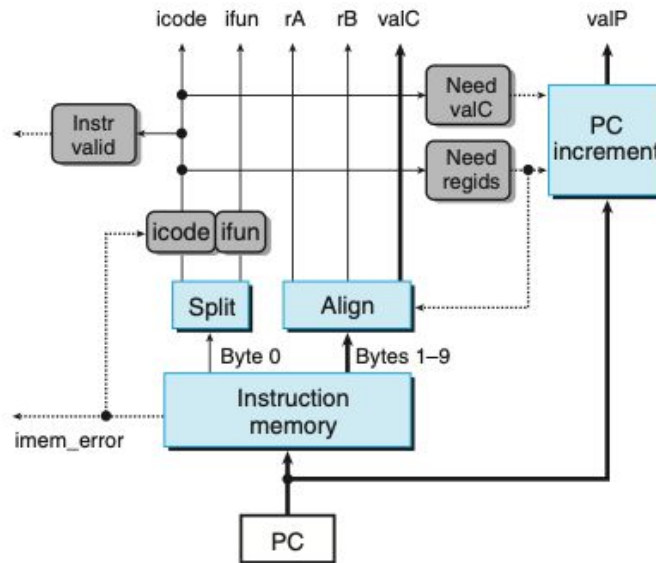 icode ifun rA rB valC valP
Need
valC
Instr
valid
PC
increment
Need
regids
icode ifun
Split
Align
Byte 0
Bytes 1–9
Instruction
memory
imem_error
PC